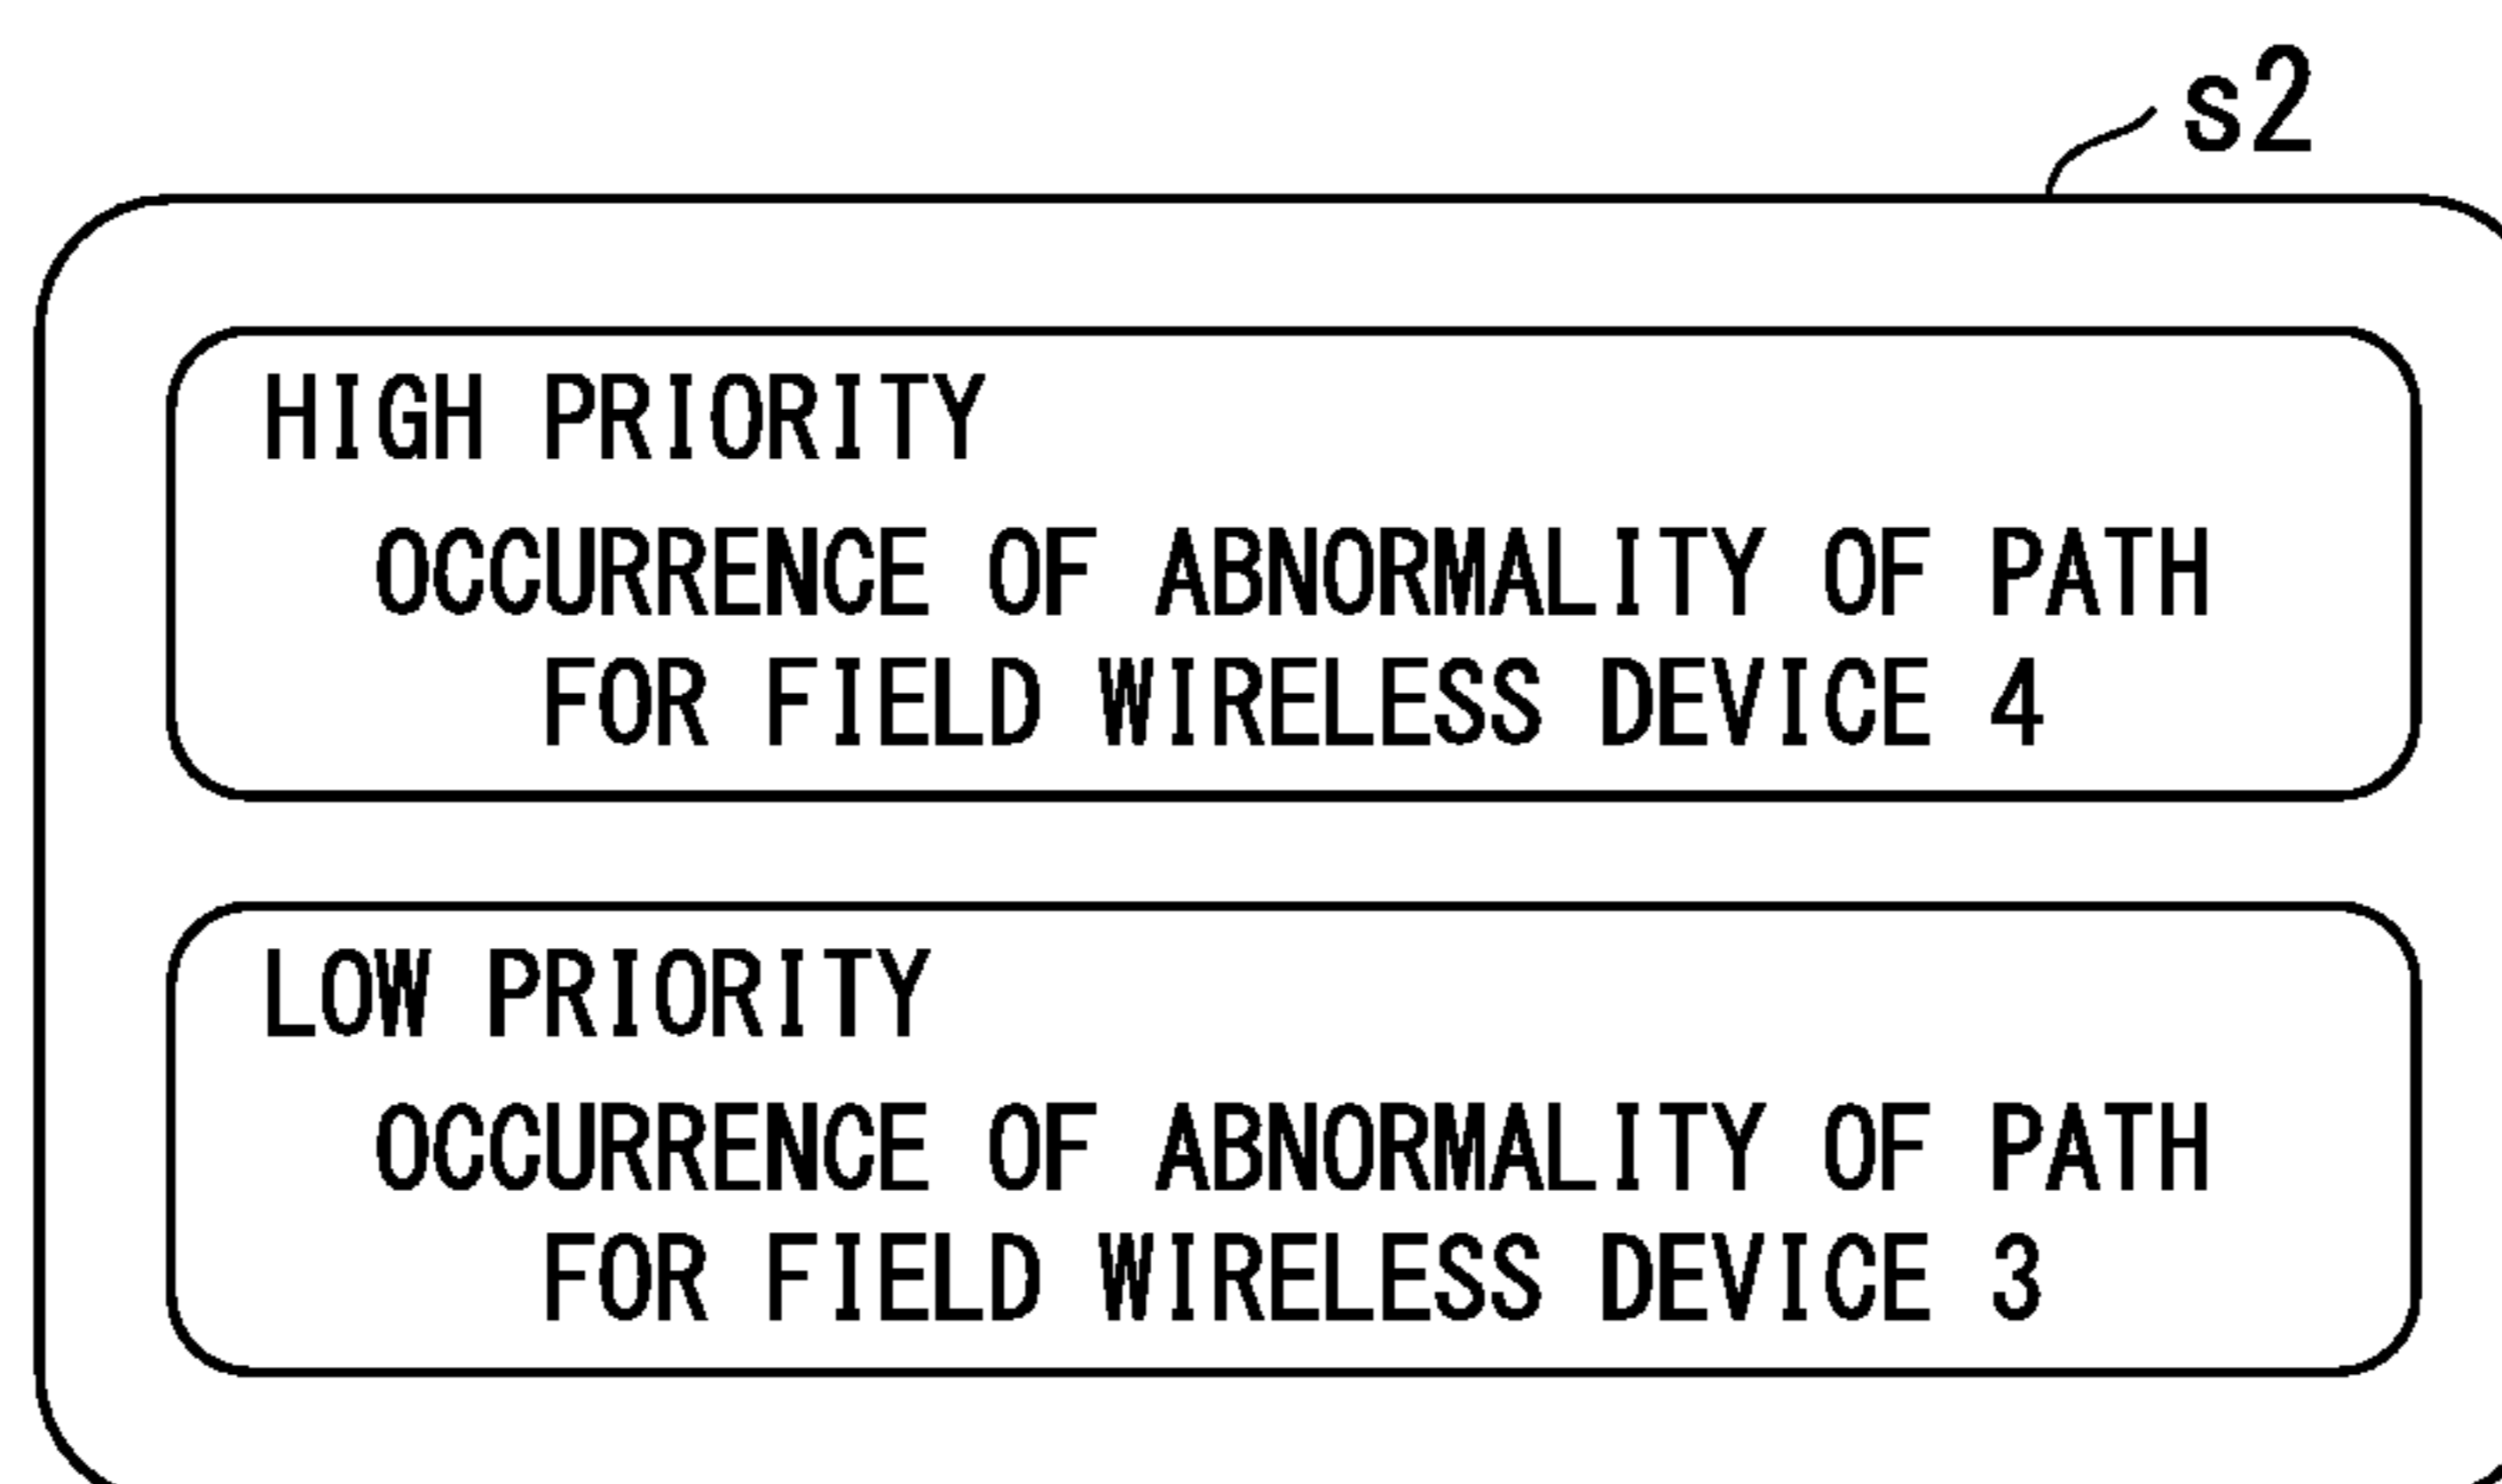 s2
HIGH PRIORITY
OCCURRENCE OF ABNORMALITY OF PATH
FOR FIELD WIRELESS DEVICE 4
LOW PRIORITY
OCCURRENCE OF ABNORMALITY OF PATH
FOR FIELD WIRELESS DEVICE 3